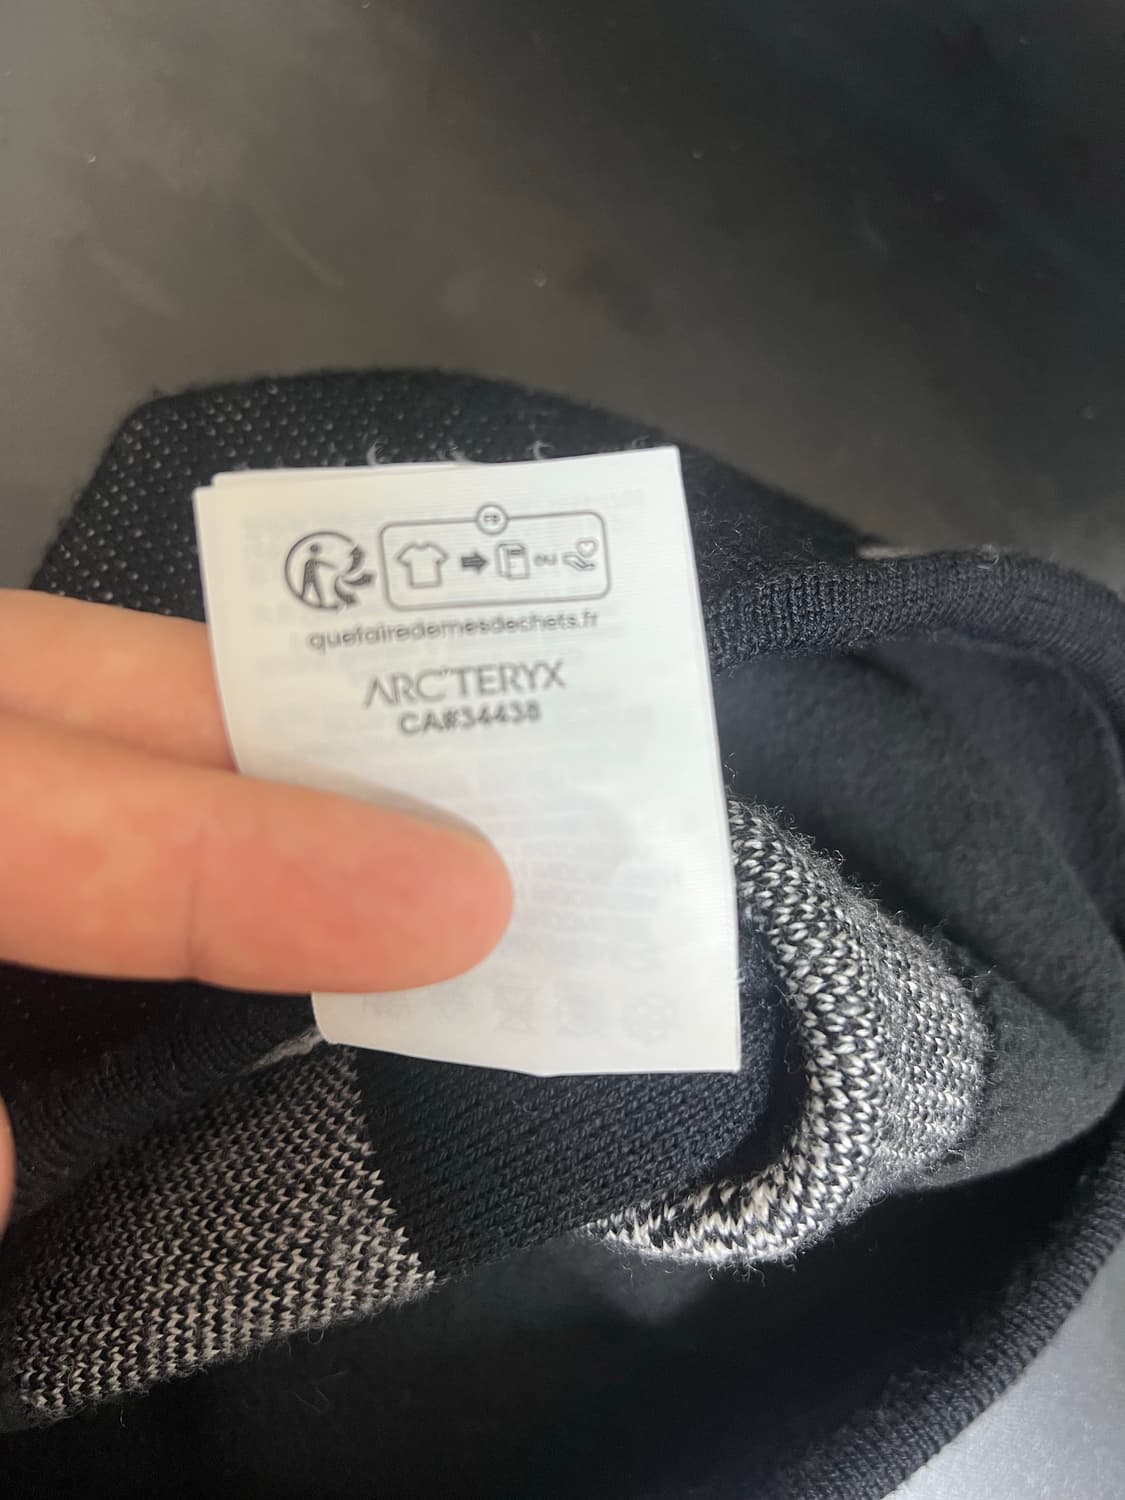 FR
OU
quefairedemesdechets.fr
ARC'TERYX
CA#34438